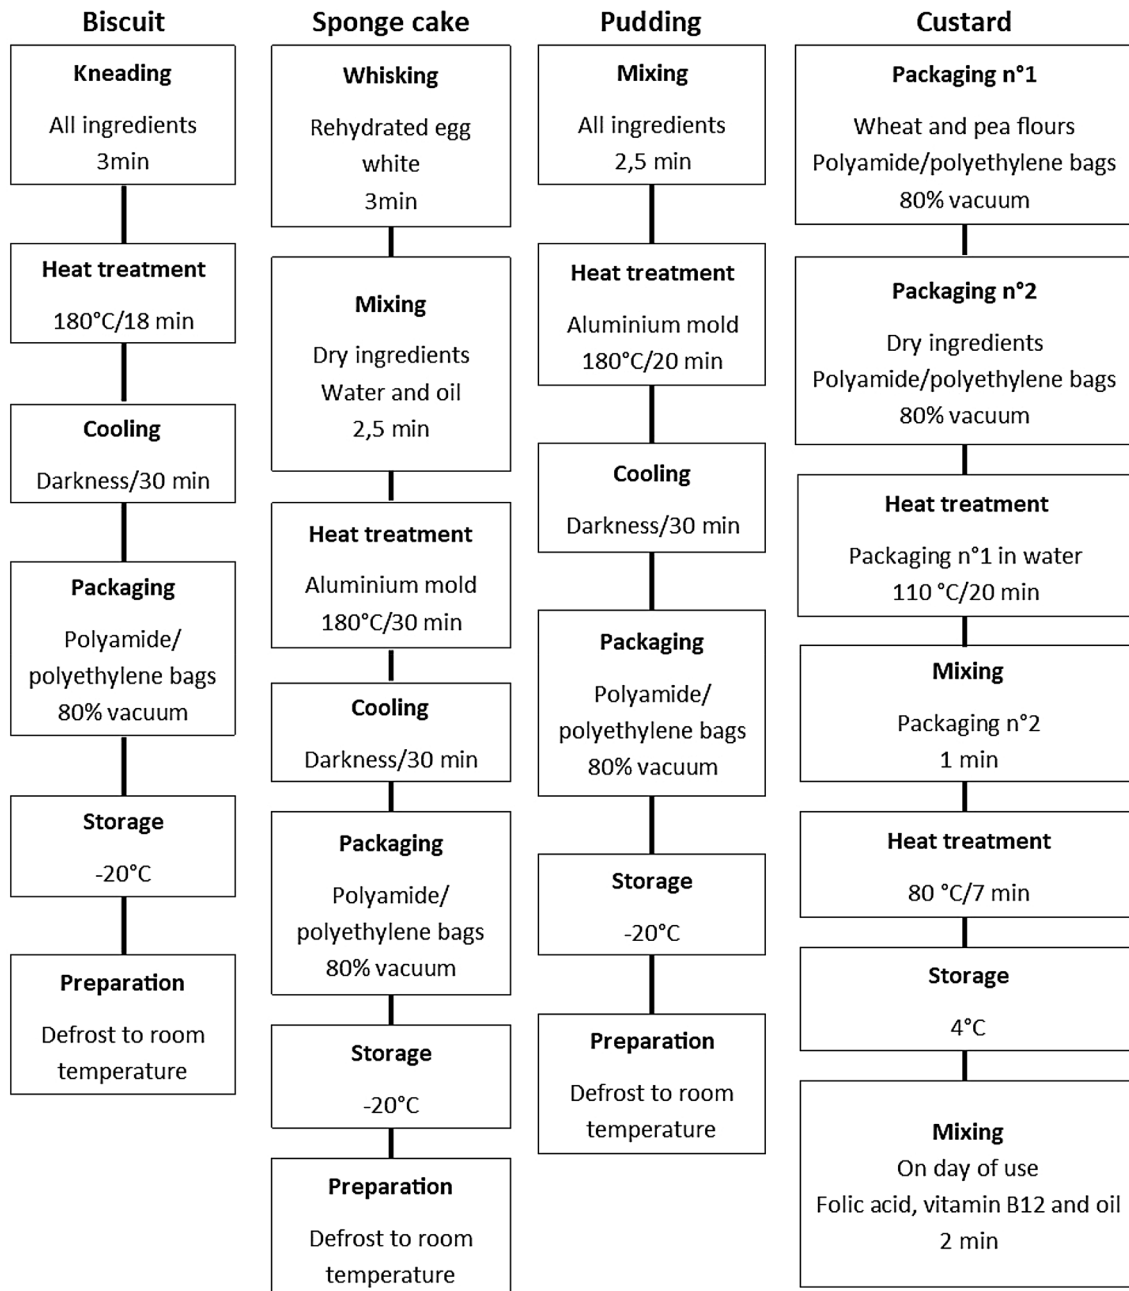 Biscuit
Kneading
All ingredients
3min
Heat treatment
180°C/18 min
Cooling
Darkness/30 min
Packaging
Polyamide/
polyethylene bags
80% vacuum
Storage
-20°C
Preparation
Defrost to room
temperature
Sponge cake
Whisking
Rehydrated egg
white
3min
Mixing
Dry ingredients
Water and oil
2,5 min
Heat treatment
Aluminium mold
180°C/30 min
Cooling
Darkness/30 min
Packaging
Polyamide/
polyethylene bags
80% vacuum
Storage
-20°C
Preparation
Defrost to room
temperature
Pudding
Mixing
All ingredients
2,5 min
Heat treatment
Aluminium mold
180°C/20 min
Cooling
Darkness/30 min
Packaging
Polyamide/
polyethylene bags
80% vacuum
Storage
-20°C
Preparation
Defrost to room
temperature
Custard
Packaging n°1
Wheat and pea flours
Polyamide/polyethylene bags
80% vacuum
Packaging n°2
Dry ingredients
Polyamide/polyethylene bags
80% vacuum
Heat treatment
Packaging n°1 in water
110 °C/20 min
Mixing
Packaging n°2
1 min
Heat treatment
80 °C/7 min
Storage
4°C
Mixing
On day of use
Folic acid, vitamin B12 and oil
2 min